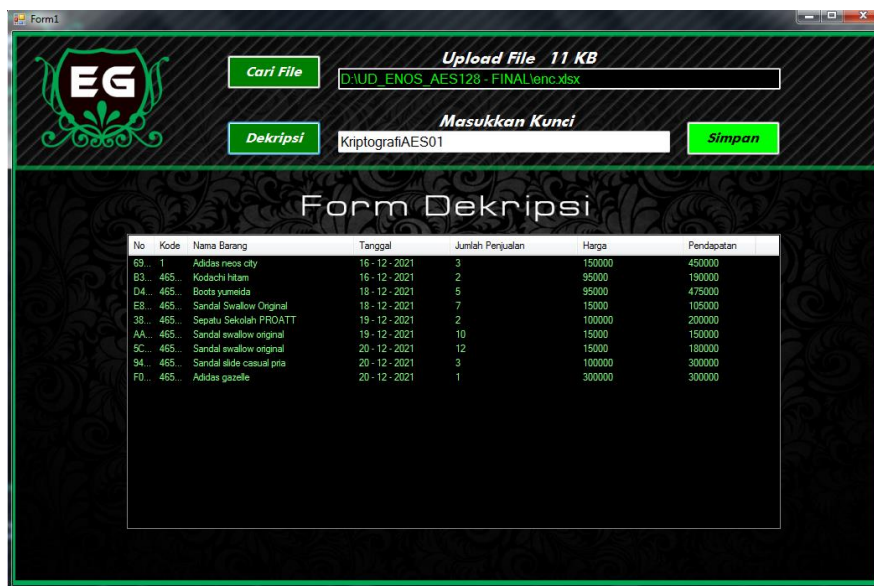 Form1
EG
Cari File
Upload File 11 KB
D:\UD_ENOS_AES128 - FINAL\enc.xlsx
Dekripsi
Masukkan Kunci
KriptografiAES01
Simpan
Form Dekripsi
No Kode Nama Barang Tanggal Jumlah Penjualan Harga Pendapatan
69... 1 Adidas neos city 16 - 12 - 2021 3 150000 450000
B3... 465... Kodachi hitam 16 - 12 - 2021 2 95000 190000
D4... 465... Boots yumeida 18 - 12 - 2021 5 95000 475000
E8... 465... Sandal Swallow Original 18 - 12 - 2021 7 15000 105000
38... 465... Sepatu Sekolah PROATT 19 - 12 - 2021 2 100000 200000
AA... 465... Sandal swallow original 19 - 12 - 2021 10 15000 150000
5C... 465... Sandal swallow original 20 - 12 - 2021 12 15000 180000
94... 465... Sandal slide casual pria 20 - 12 - 2021 3 100000 300000
F0... 465... Adidas gazelle 20 - 12 - 2021 1 300000 300000